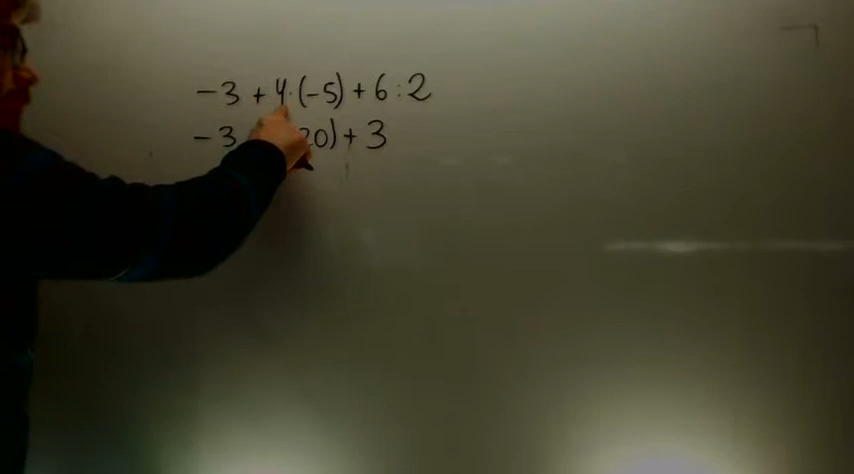 -3 + 4·(-5) + 6:2
-3 20) + 3